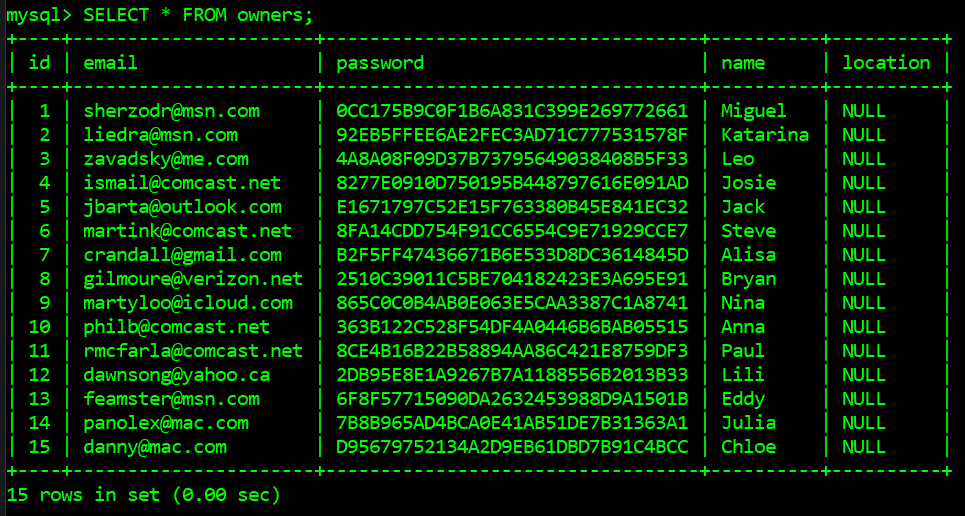 mysql> SELECT * FROM owners;
+----+-----------------------+----------------------------------+----------+----------+
| id | email                 | password                         | name     | location |
+----+-----------------------+----------------------------------+----------+----------+
|  1 | sherzodr@msn.com      | 0CC175B9C0F1B6A831C399E269772661 | Miguel   | NULL     |
|  2 | liedra@msn.com        | 92EB5FFEE6AE2FEC3AD71C777531578F | Katarina | NULL     |
|  3 | zavadsky@me.com       | 4A8A08F09D37B73795649038408B5F33 | Leo      | NULL     |
|  4 | ismail@comcast.net    | 8277E0910D750195B448797616E091AD | Josie    | NULL     |
|  5 | jbarta@outlook.com    | E1671797C52E15F763380B45E841EC32 | Jack     | NULL     |
|  6 | martink@comcast.net   | 8FA14CDD754F91CC6554C9E71929CCE7 | Steve    | NULL     |
|  7 | crandall@gmail.com    | B2F5FF47436671B6E533D8DC3614845D | Alisa    | NULL     |
|  8 | gilmoure@verizon.net  | 2510C39011C5BE704182423E3A695E91 | Bryan    | NULL     |
|  9 | martyloo@icloud.com   | 865C0C0B4AB0E063E5CAA3387C1A8741 | Nina     | NULL     |
| 10 | philb@comcast.net     | 363B122C528F54DF4A0446B6BAB05515 | Anna     | NULL     |
| 11 | rmcfarla@comcast.net  | 8CE4B16B22B58894AA86C421E8759DF3 | Paul     | NULL     |
| 12 | dawnsong@yahoo.ca     | 2DB95E8E1A9267B7A1188556B2013B33 | Lili     | NULL     |
| 13 | feamster@msn.com      | 6F8F57715090DA2632453988D9A1501B | Eddy     | NULL     |
| 14 | panolex@mac.com       | 7B8B965AD4BCA0E41AB51DE7B31363A1 | Julia    | NULL     |
| 15 | danny@mac.com         | D95679752134A2D9EB61DBD7B91C4BCC | Chloe    | NULL     |
+----+-----------------------+----------------------------------+----------+----------+
15 rows in set (0.00 sec)